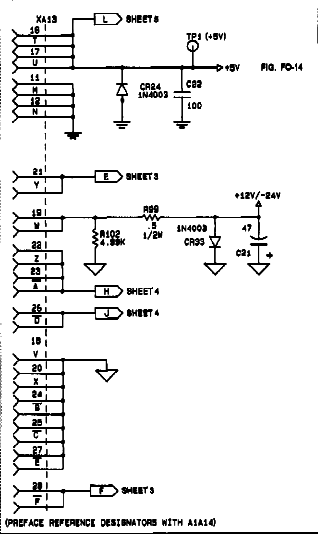 XA13
16
T
17
U
L SHEET 5
TP1 (+5V)
+5V
FIG. FO-14
11
M
12
N
CR24
1N4003
C22
100
21
Y
E SHEET 3
19
W
R99
.5
1/2W
+12V/-24V
R102
4.99K
1N4003
CR33
47
C21
+
22
Z
23
A
H SHEET 4
26
D
J SHEET 4
18
V
20
X
24
B
25
C
27
E
28
F
F SHEET 3
(PREFACE REFERENCE DESIGNATORS WITH A1A14)